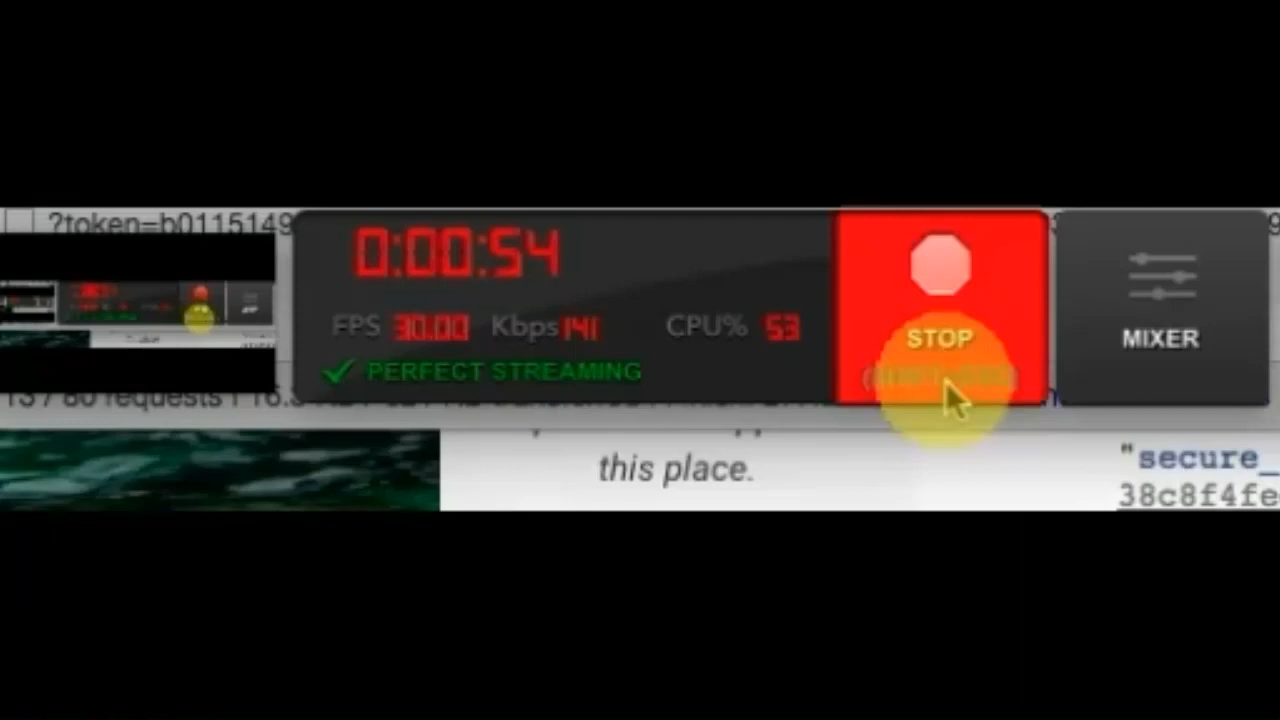 ?token=b0115149
0:00:54
FPS 30.00 Kbps 141 CPU% 53
PERFECT STREAMING
STOP
MIXER
requests
this place.
"secure_
38c8f4fe